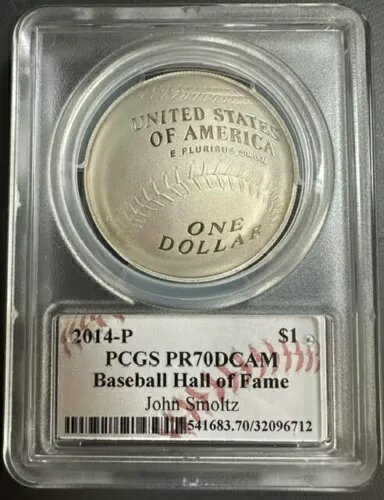 UNITED STATES
OF AMERICA
E PLURIBUS UNUM
ONE
DOLLAR
2014-P $1
PCGS PR70DCAM
Baseball Hall of Fame
John Smoltz
541683.70/32096712